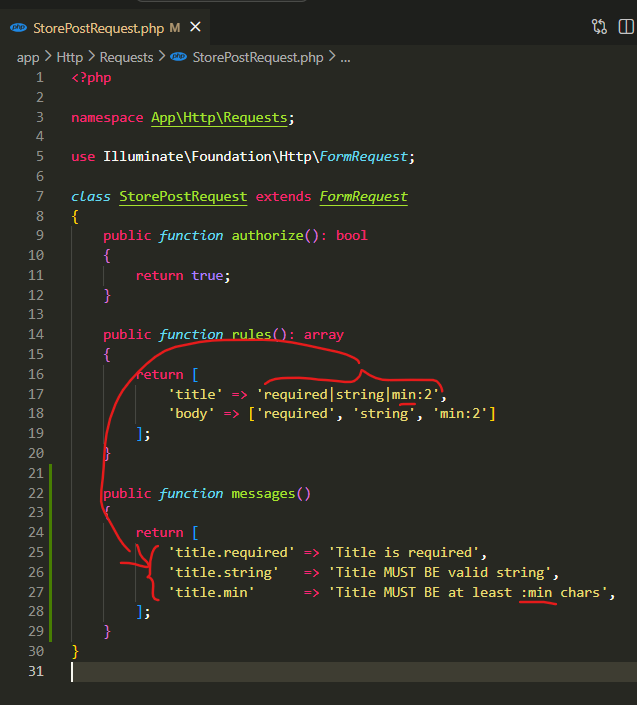 StorePostRequest.php M ×
app > Http > Requests > php StorePostRequest.php > ...
1 <?php
2
3 namespace App\Http\Requests;
4
5 use Illuminate\Foundation\Http\FormRequest;
6
7 class StorePostRequest extends FormRequest
8 {
9     public function authorize(): bool
10     {
11         return true;
12     }
13
14     public function rules(): array
15     {
16         return [
17             'title' => 'required|string|min:2',
18             'body' => ['required', 'string', 'min:2']
19         ];
20     }
21
22     public function messages()
23     {
24         return [
25             'title.required' => 'Title is required',
26             'title.string'   => 'Title MUST BE valid string',
27             'title.min'      => 'Title MUST BE at least :min chars',
28         ];
29     }
30 }
31